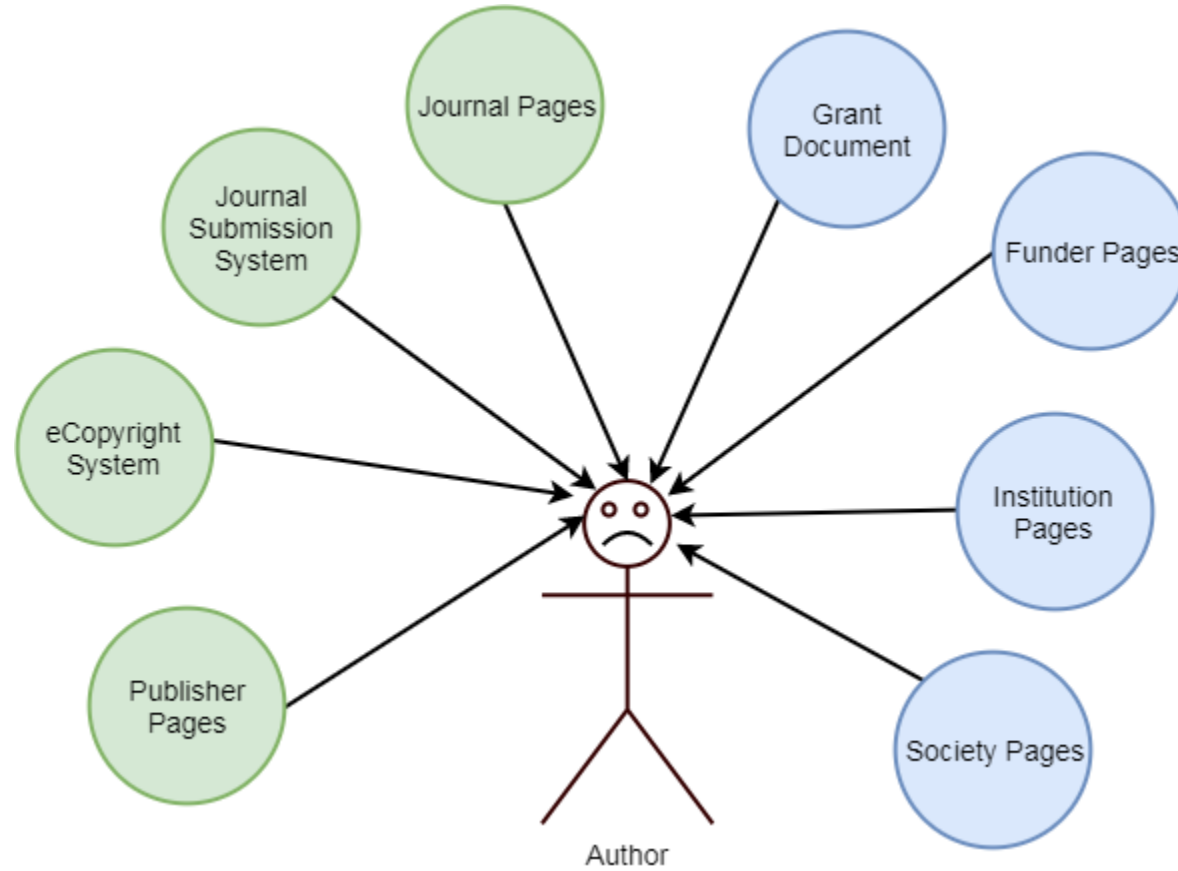 Journal Pages
Grant
Document
Journal
Submission
System
Funder Pages
eCopyright
System
Institution
Pages
Publisher
Pages
Society Pages
Author